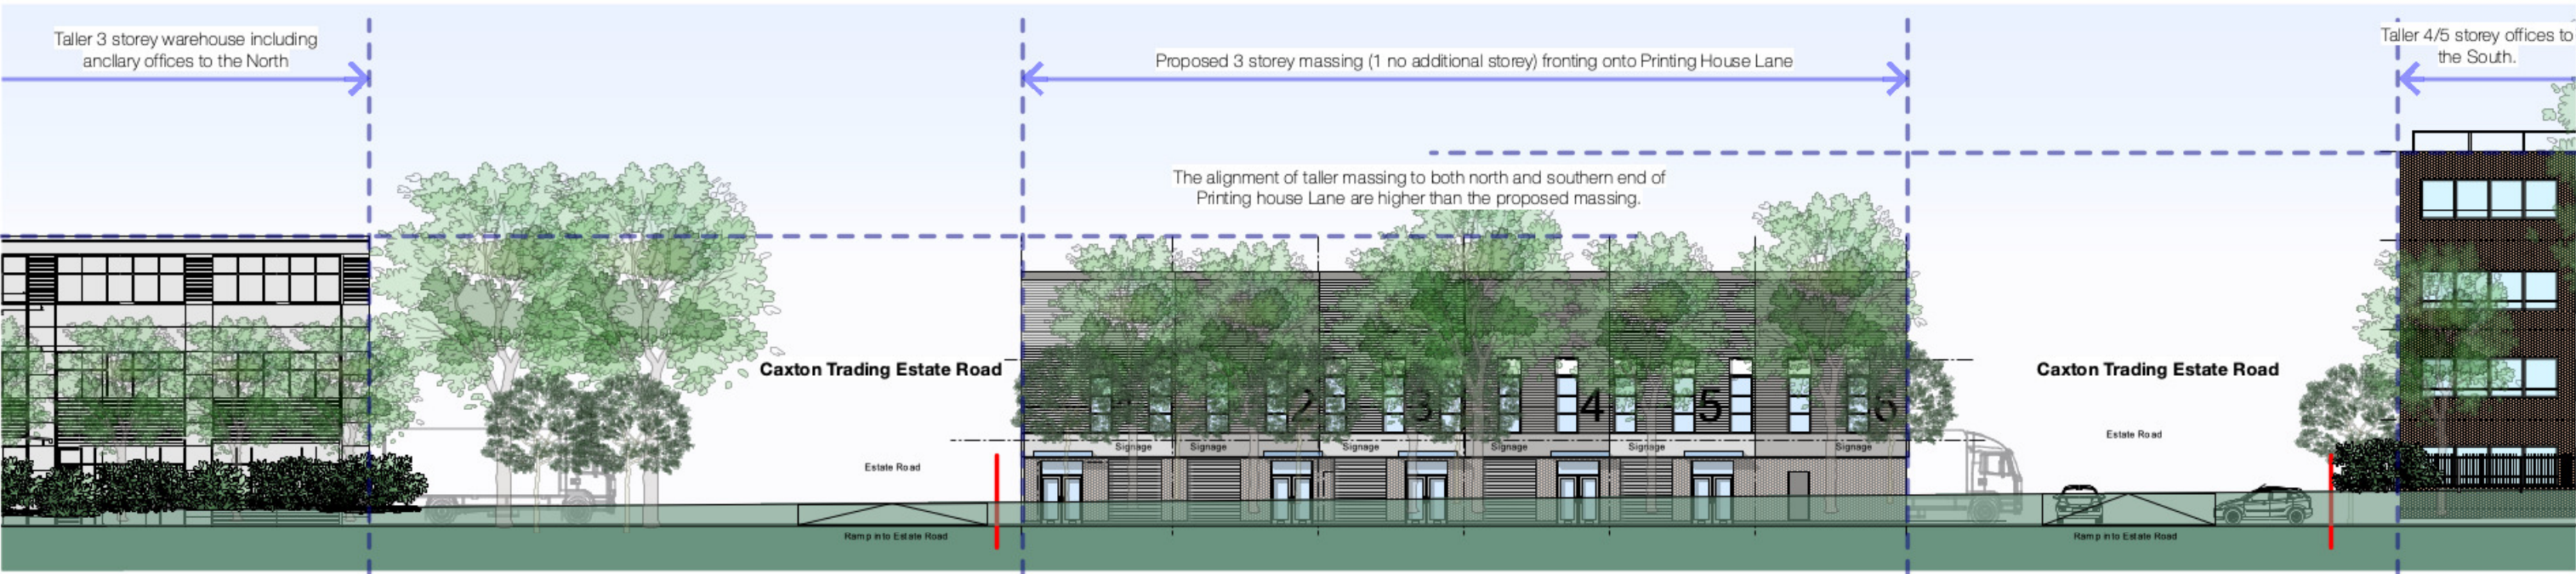 Taller 3 storey warehouse including
ancllary offices to the North
Proposed 3 storey massing (1 no additional storey) fronting onto Printing House Lane
Taller 4/5 storey offices to
the South.
The alignment of taller massing to both north and southern end of
Printing house Lane are higher than the proposed massing.
Caxton Trading Estate Road
Caxton Trading Estate Road
2
3
4
5
6
Estate Road
Signage
Signage
Signage
Signage
Signage
Signage
Estate Road
Ramp into Estate Road
Ramp into Estate Road